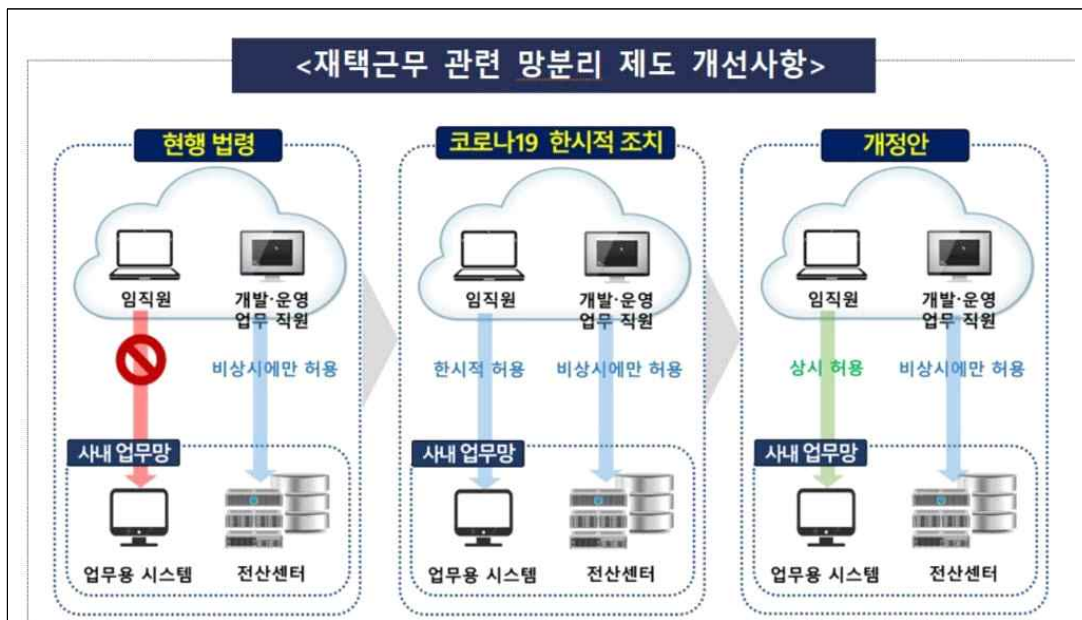 <재택근무 관련 망분리 제도 개선사항>
현행 법령
임직원
개발·운영
업무 직원
비상시에만 허용
사내 업무망
업무용 시스템
전산센터
코로나19 한시적 조치
임직원
개발·운영
업무 직원
한시적 허용
비상시에만 허용
사내 업무망
업무용 시스템
전산센터
개정안
임직원
개발·운영
업무 직원
상시 허용
비상시에만 허용
사내 업무망
업무용 시스템
전산센터